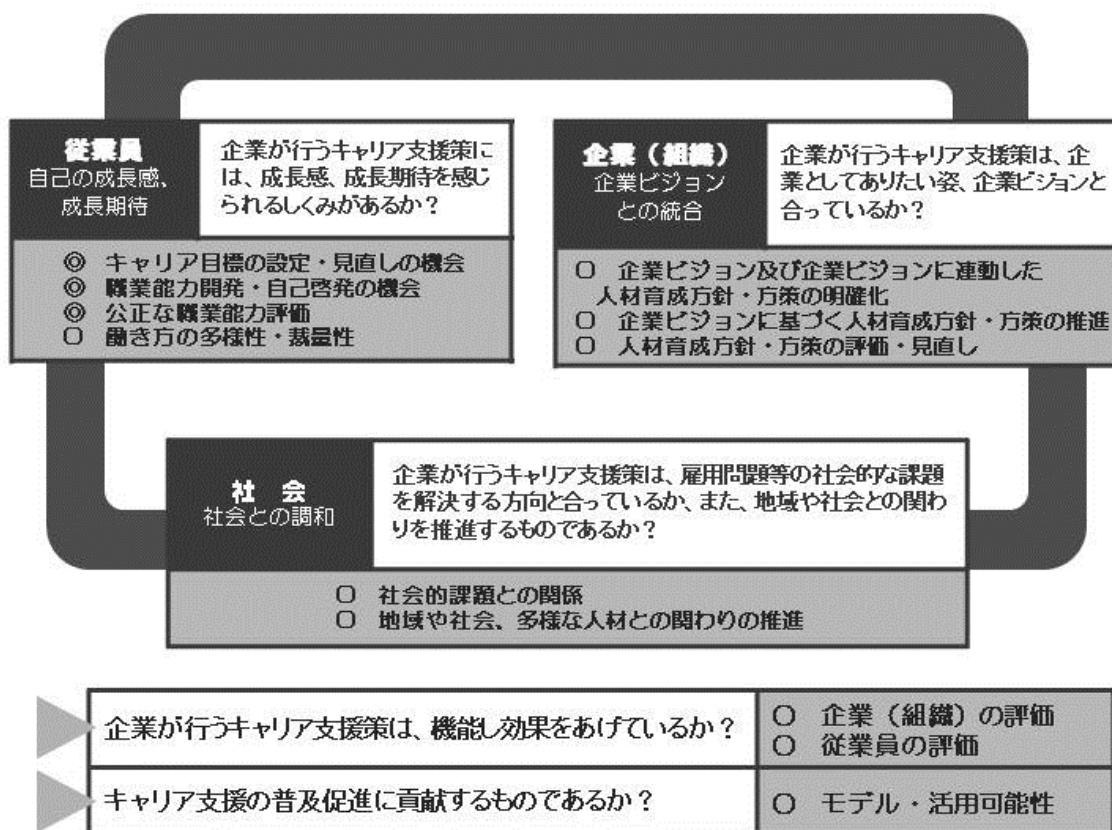 従業員
自己の成長感、
成長期待
企業が行うキャリア支援策に
は、成長感、成長期待を感じ
られるしくみがあるか？
◎ キャリア目標の設定・見直しの機会
◎ 職業能力開発・自己啓発の機会
◎ 公正な職業能力評価
○ 働き方の多様性・裁量性
企業（組織）
企業ビジョン
との統合
企業が行うキャリア支援策は、企
業としてありたい姿、企業ビジョンと
合っているか？
○ 企業ビジョン及び企業ビジョンに連動した
人材育成方針・方策の明確化
○ 企業ビジョンに基づく人材育成方針・方策の推進
○ 人材育成方針・方策の評価・見直し
社 会
社会との調和
企業が行うキャリア支援策は、雇用問題等の社会的な課題
を解決する方向と合っているか、また、地域や社会との関わ
りを推進するものであるか？
○ 社会的課題との関係
○ 地域や社会、多様な人材との関わりの推進
企業が行うキャリア支援策は、機能し効果をあげているか？
○ 企業（組織）の評価
○ 従業員の評価
キャリア支援の普及促進に貢献するものであるか？
○ モデル・活用可能性